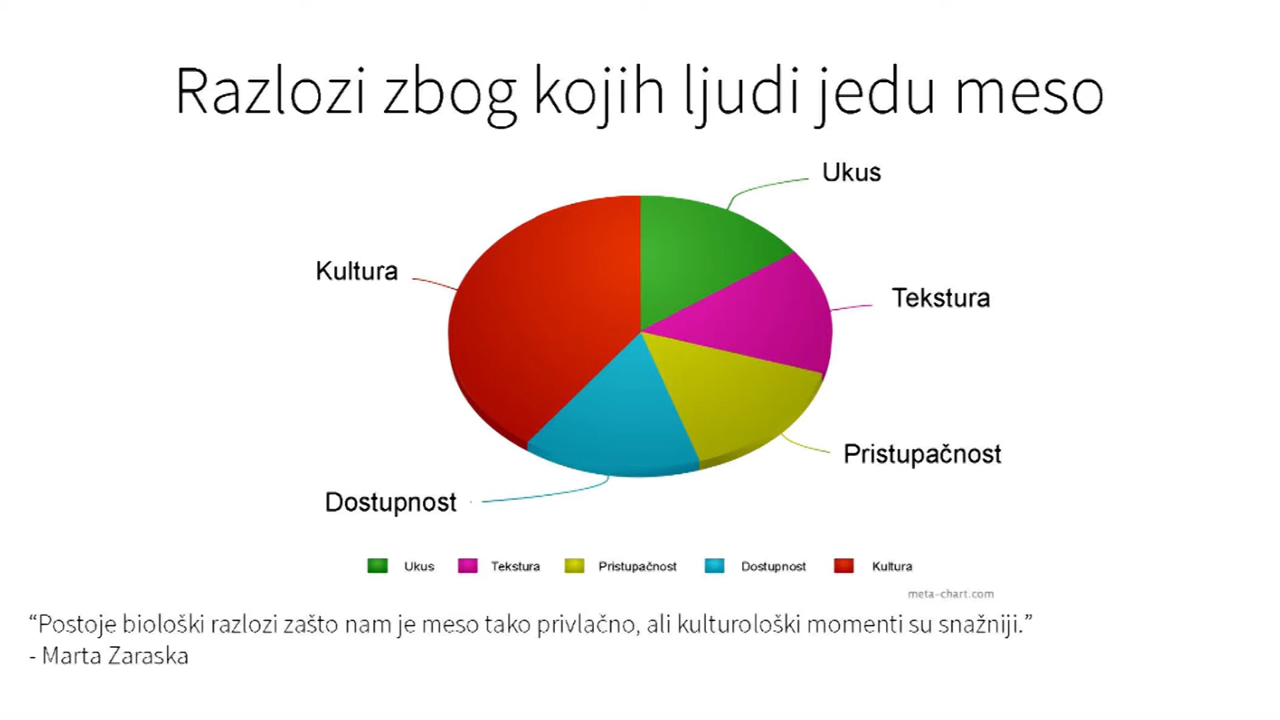 Razlozi zbog kojih ljudi jedu meso
Ukus
Kultura
Tekstura
Pristupačnost
Dostupnost
Ukus Tekstura Pristupačnost Dostupnost Kultura
meta-chart.com
“Postoje biološki razlozi zašto nam je meso tako privlačno, ali kulturološki momenti su snažniji.”
- Marta Zaraska